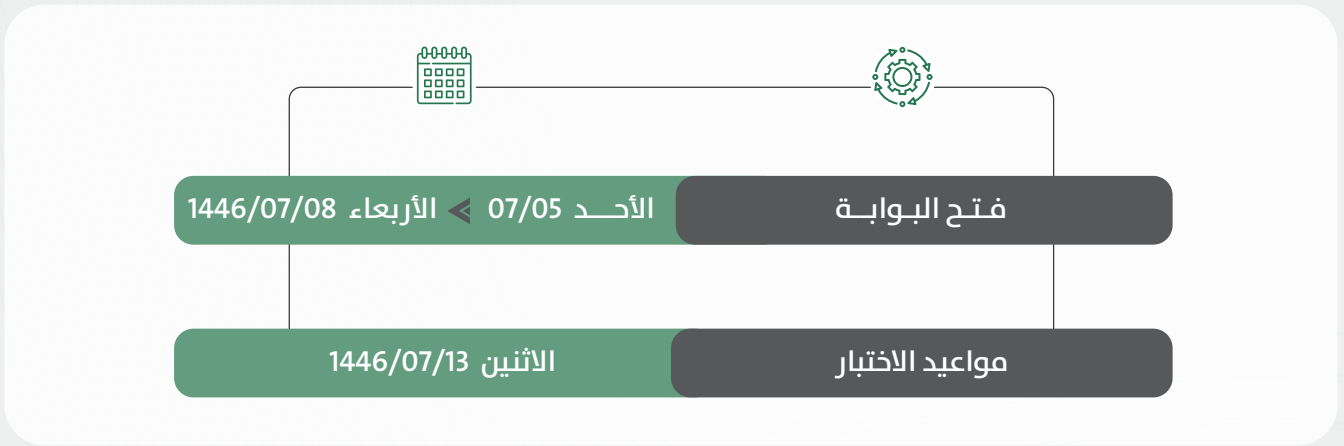 فتح البوابة
الأحد 07/05 الأربعاء 1446/07/08
مواعيد الاختبار
الاثنين 1446/07/13